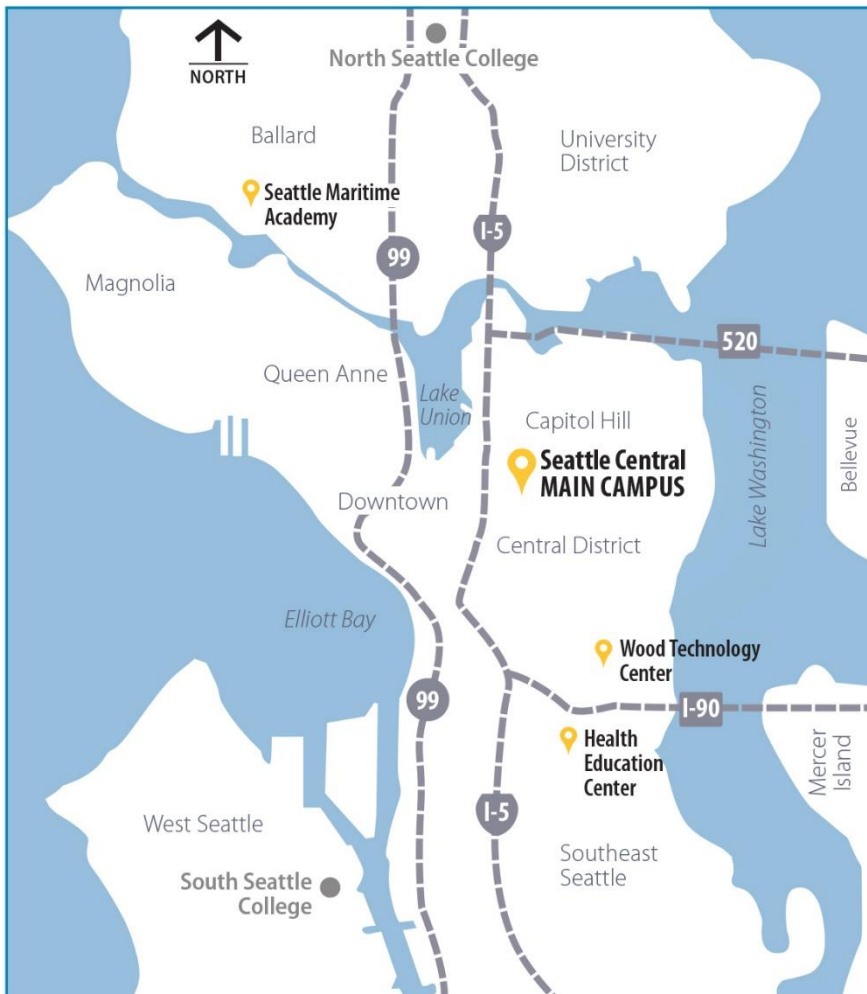 NORTH
North Seattle College
Ballard
University
District
Seattle Maritime
Academy
99
I-5
Magnolia
520
Queen Anne
Lake
Union
Capitol Hill
Seattle Central
MAIN CAMPUS
Lake Washington
Bellevue
Downtown
Central District
Elliott Bay
Wood Technology
Center
99
I-90
Health
Education
Center
Mercer
Island
I-5
West Seattle
Southeast
Seattle
South Seattle
College